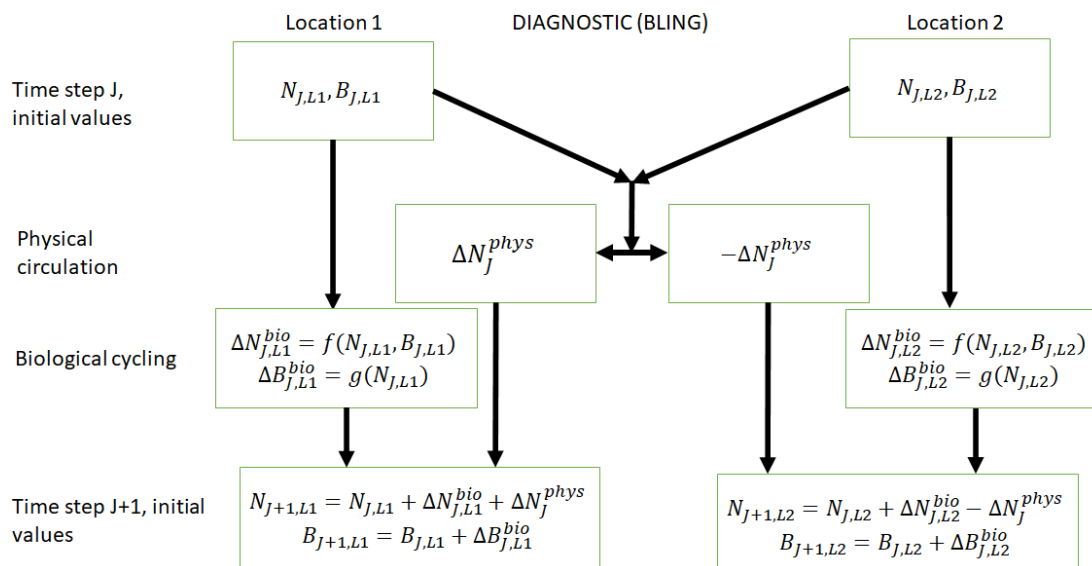 Location 1 DIAGNOSTIC (BLING) Location 2
Time step J,
initial values
N_{J,L1}, B_{J,L1}
N_{J,L2}, B_{J,L2}
Physical
circulation
ΔN_J^{phys}
−ΔN_J^{phys}
Biological cycling
ΔN_{J,L1}^{bio} = f(N_{J,L1}, B_{J,L1})
ΔB_{J,L1}^{bio} = g(N_{J,L1})
ΔN_{J,L2}^{bio} = f(N_{J,L2}, B_{J,L2})
ΔB_{J,L2}^{bio} = g(N_{J,L2})
Time step J+1, initial
values
N_{J+1,L1} = N_{J,L1} + ΔN_{J,L1}^{bio} + ΔN_J^{phys}
B_{J+1,L1} = B_{J,L1} + ΔB_{J,L1}^{bio}
N_{J+1,L2} = N_{J,L2} + ΔN_{J,L2}^{bio} − ΔN_J^{phys}
B_{J+1,L2} = B_{J,L2} + ΔB_{J,L2}^{bio}